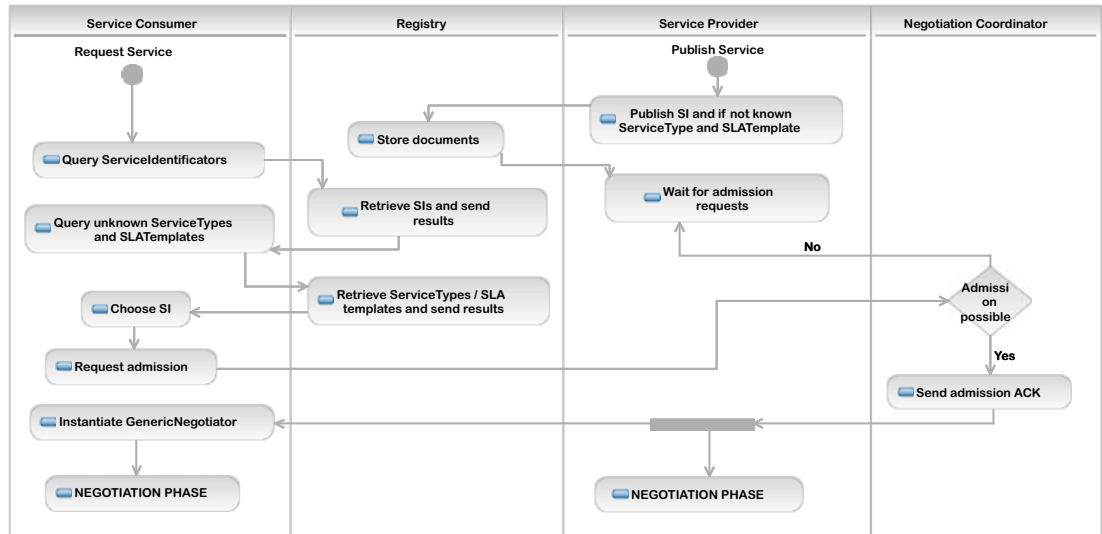 Service Consumer
Registry
Service Provider
Negotiation Coordinator
Request Service
Publish Service
Publish SI and if not known
ServiceType and SLATemplate
Store documents
Query ServiceIdentificators
Wait for admission
requests
Retrieve SIs and send
results
Query unknown ServiceTypes
and SLATemplates
No
Retrieve ServiceTypes / SLA
templates and send results
Admissi
on
possible
Choose SI
Yes
Request admission
Send admission ACK
Instantiate GenericNegotiator
NEGOTIATION PHASE
NEGOTIATION PHASE